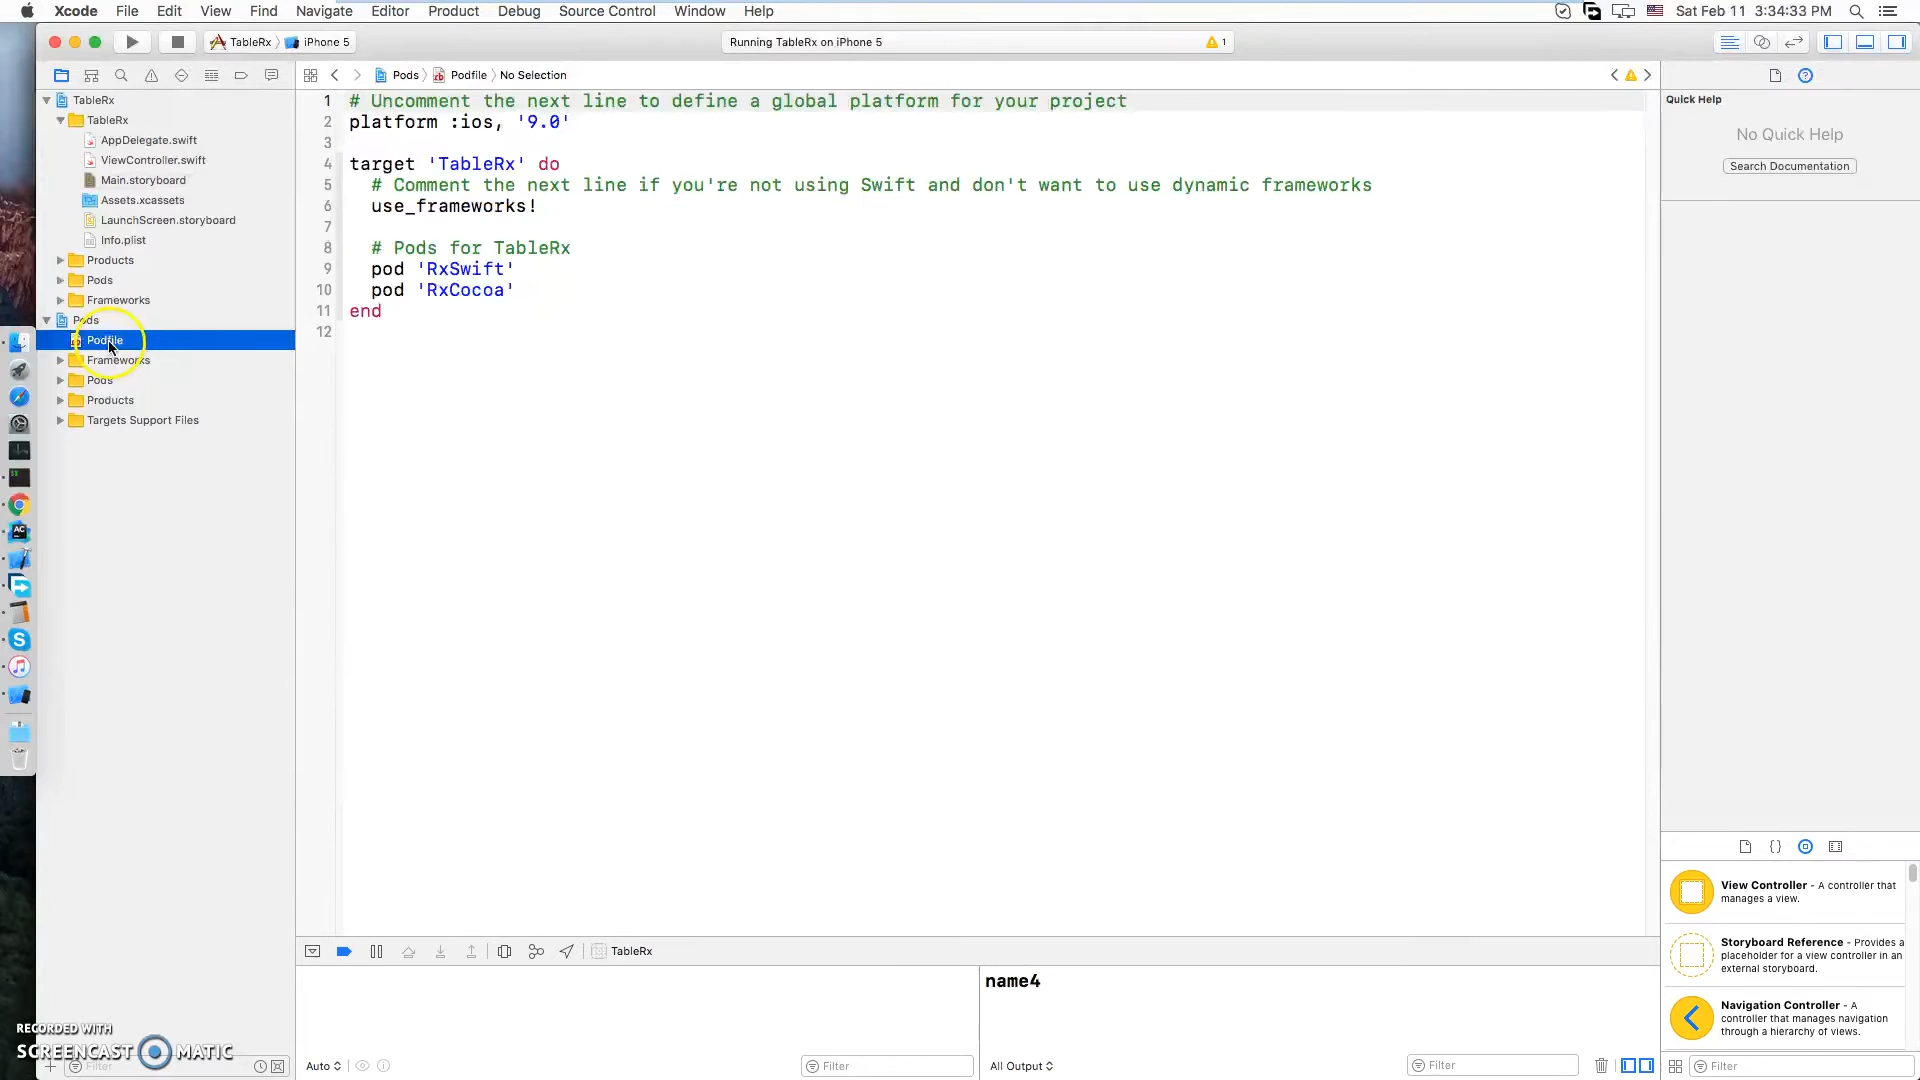 Xcode File Edit View Find Navigate Editor Product Debug Source Control Window Help Sat Feb 11 3:34:33 PM
TableRx iPhone 5 Running TableRx on iPhone 5 1
Pods Podfile No Selection
Quick Help
No Quick Help
Search Documentation
TableRx
TableRx
AppDelegate.swift
ViewController.swift
Main.storyboard
Assets.xcassets
LaunchScreen.storyboard
Info.plist
Products
Pods
Frameworks
Pods
Podfile
Frameworks
Pods
Products
Targets Support Files
1 # Uncomment the next line to define a global platform for your project
2 platform :ios, '9.0'
3
4 target 'TableRx' do
5 # Comment the next line if you're not using Swift and don't want to use dynamic frameworks
6 use_frameworks!
7
8 # Pods for TableRx
9 pod 'RxSwift'
10 pod 'RxCocoa'
11 end
12
TableRx
name4
View Controller - A controller that
manages a view.
Storyboard Reference - Provides a
placeholder for a view controller in an
external storyboard.
Navigation Controller - A
controller that manages navigation
through a hierarchy of views.
RECORDED WITH
SCREENCAST MATIC
Filter
Auto Filter All Output Filter Filter